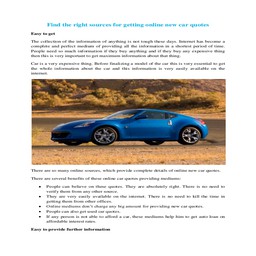 Find the right sources for getting online new car quotes
Easy to get
The collection of the information of anything is not tough these days. Internet has become a
complete and perfect medium of providing all the information in a shortest period of time.
People need so much information if they buy anything and if they buy any expensive thing
then this is very important to get maximum information about that thing.
Car is a very expensive thing. Before finalizing a model of the car this is very essential to get
the whole information about the car and this information is very easily available on the
internet.
There are so many online sources, which provide complete details of online new car quotes.
There are several benefits of these online car quotes providing mediums:
• People can believe on these quotes. They are absolutely right. There is no need to
verify them from any other source.
• They are very easily available on the internet. There is no need to kill the time in
getting them from other offices.
• Online mediums don't charge any big amount for providing new car quotes.
• People can also get used car quotes.
• If any person is not able to afford a car, these mediums help him to get auto loan on
affordable interest rates.
Easy to provide further information